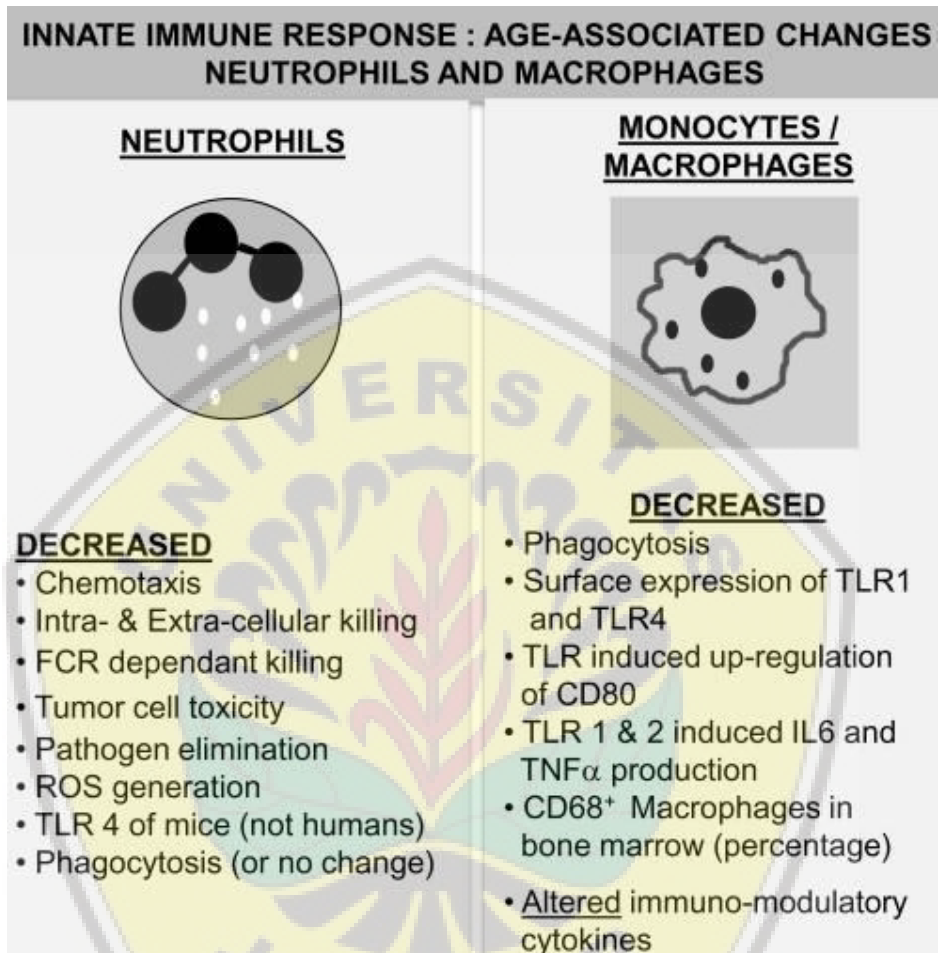 INNATE IMMUNE RESPONSE : AGE-ASSOCIATED CHANGES
NEUTROPHILS AND MACROPHAGES
NEUTROPHILS
DECREASED
• Chemotaxis
• Intra- & Extra-cellular killing
• FCR dependant killing
• Tumor cell toxicity
• Pathogen elimination
• ROS generation
• TLR 4 of mice (not humans)
• Phagocytosis (or no change)
MONOCYTES /
MACROPHAGES
DECREASED
• Phagocytosis
• Surface expression of TLR1
and TLR4
• TLR induced up-regulation
of CD80
• TLR 1 & 2 induced IL6 and
TNFα production
• CD68⁺ Macrophages in
bone marrow (percentage)
• Altered immuno-modulatory
cytokines
UNIVERSITAS